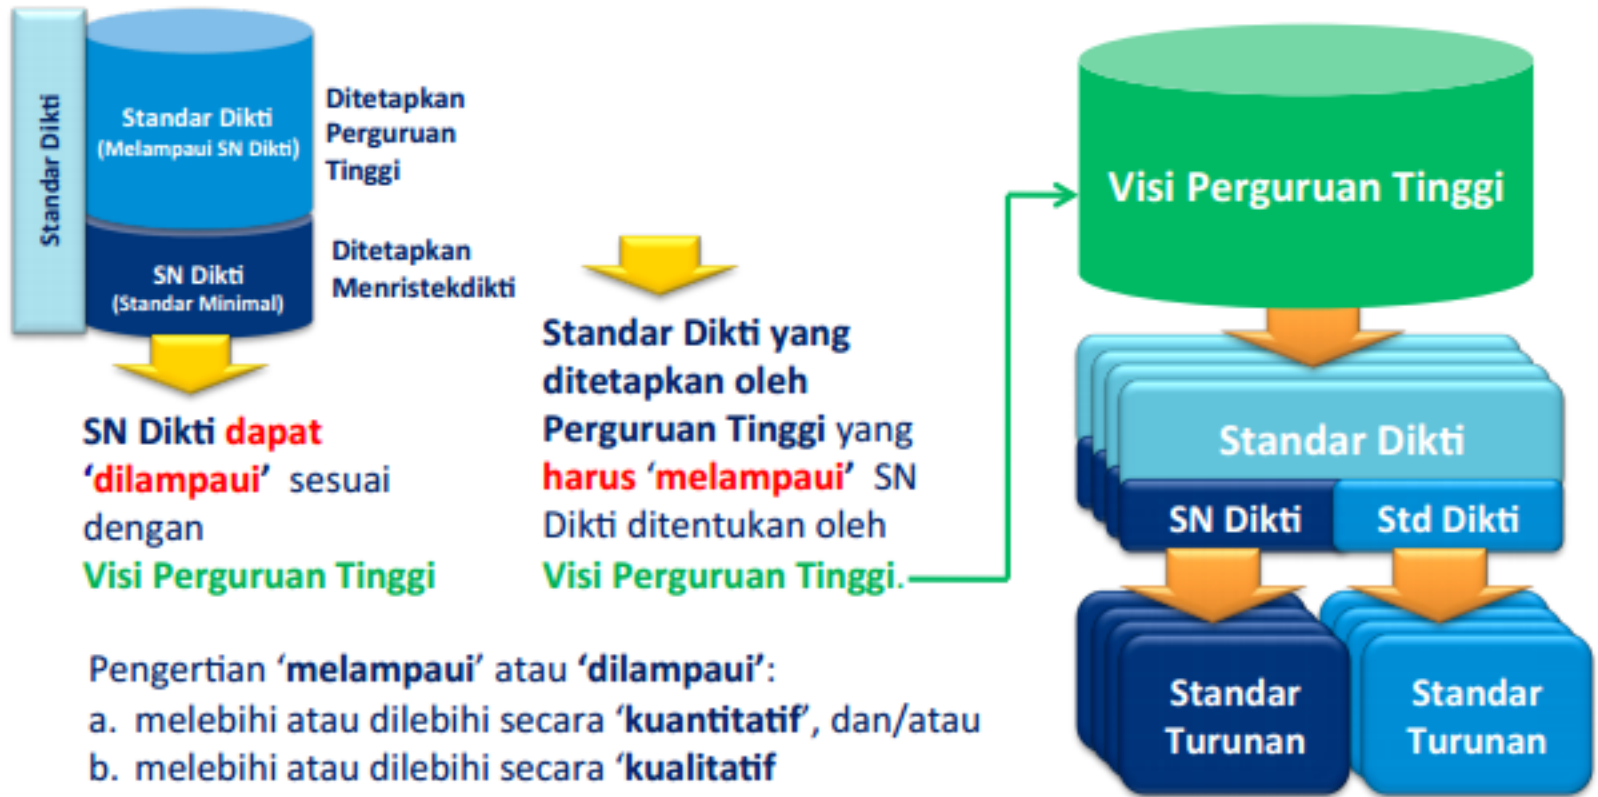 Standar Dikti
Standar Dikti
(Melampaui SN Dikti)
Ditetapkan
Perguruan
Tinggi
SN Dikti
(Standar Minimal)
Ditetapkan
Menristekdikti
SN Dikti dapat
‘dilampaui’ sesuai
dengan
Visi Perguruan Tinggi
Standar Dikti yang
ditetapkan oleh
Perguruan Tinggi yang
harus ‘melampaui’ SN
Dikti ditentukan oleh
Visi Perguruan Tinggi.
Pengertian ‘melampaui’ atau ‘dilampaui’:
a. melebihi atau dilebihi secara ‘kuantitatif’, dan/atau
b. melebihi atau dilebihi secara ‘kualitatif
Visi Perguruan Tinggi
Standar Dikti
SN Dikti
Std Dikti
Standar
Turunan
Standar
Turunan